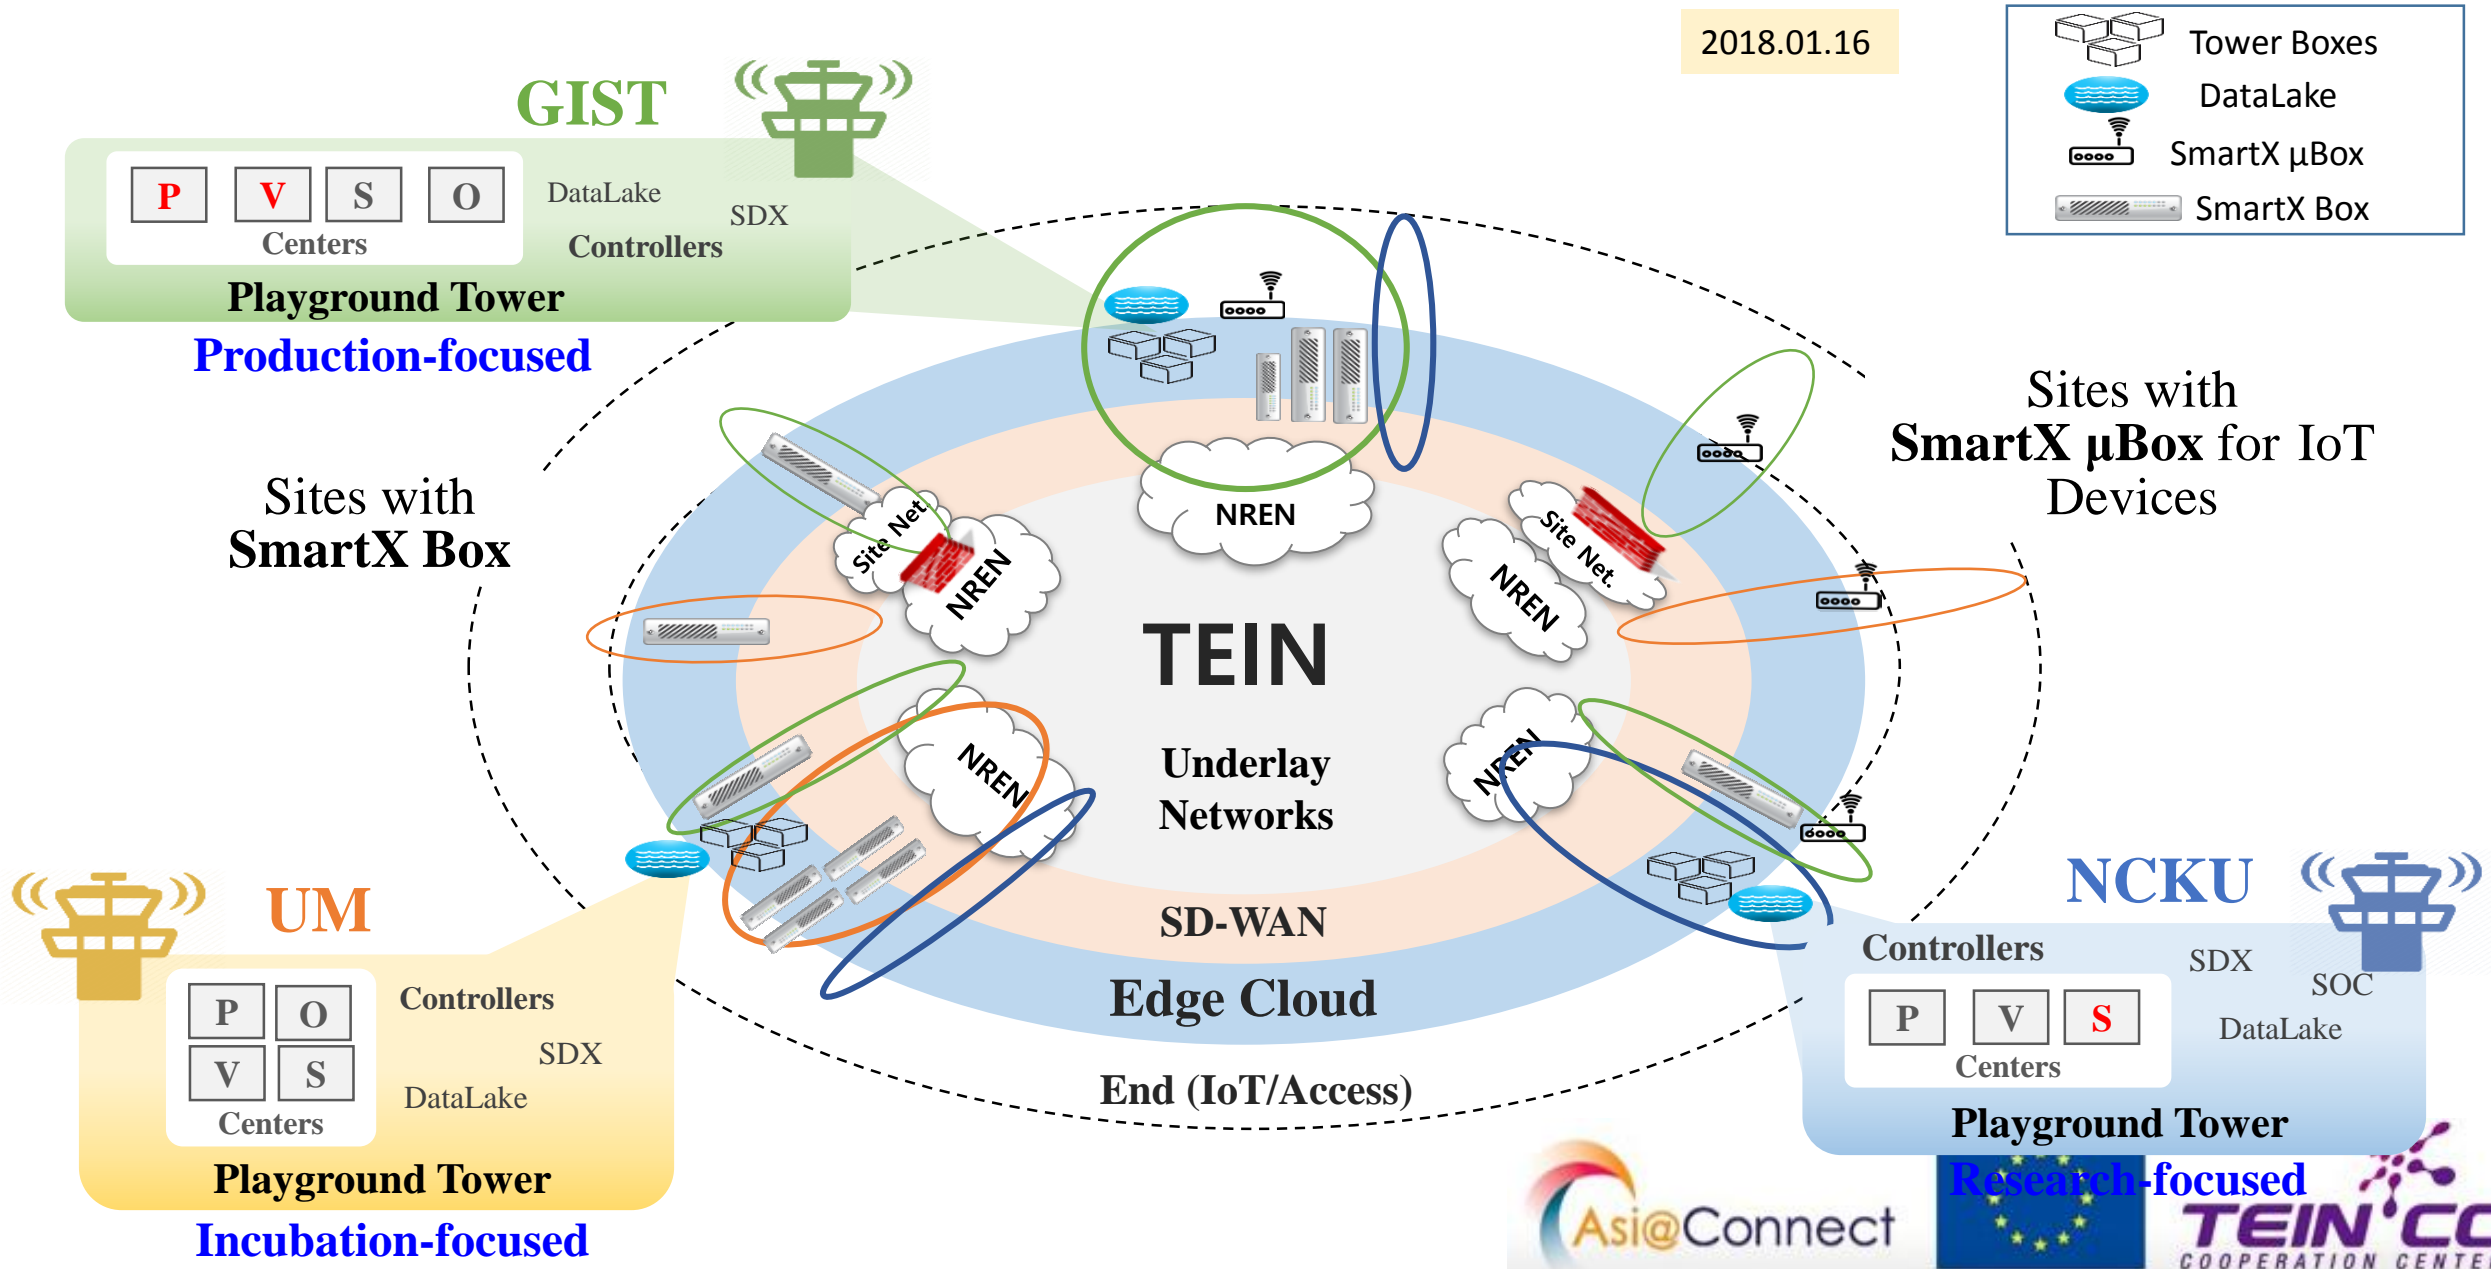 2018.01.16
Tower Boxes
DataLake
SmartX µBox
SmartX Box
GIST
P V S O
Centers
DataLake
SDX
Controllers
Playground Tower
Production-focused
Sites with
SmartX Box
Sites with
SmartX µBox for IoT
Devices
NREN
Site Net.
NREN
Site Net.
NREN
TEIN
Underlay
Networks
NREN
NREN
SD-WAN
Edge Cloud
End (IoT/Access)
UM
P O
V S
Centers
Controllers
SDX
DataLake
Playground Tower
Incubation-focused
NCKU
Controllers
SDX
SOC
P V S
Centers
DataLake
Playground Tower
Research-focused
Asi@Connect
TEIN*CC
COOPERATION CENTER